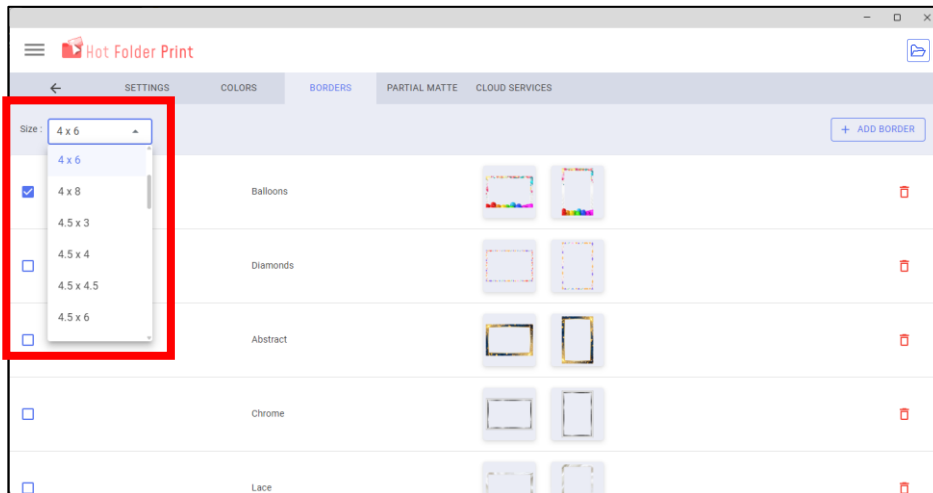 Hot Folder Print
SETTINGS COLORS BORDERS PARTIAL MATTE CLOUD SERVICES
Size : 4 x 6
+ ADD BORDER
4 x 6
4 x 8
4.5 x 3
4.5 x 4
4.5 x 4.5
4.5 x 6
Balloons
Diamonds
Abstract
Chrome
Lace